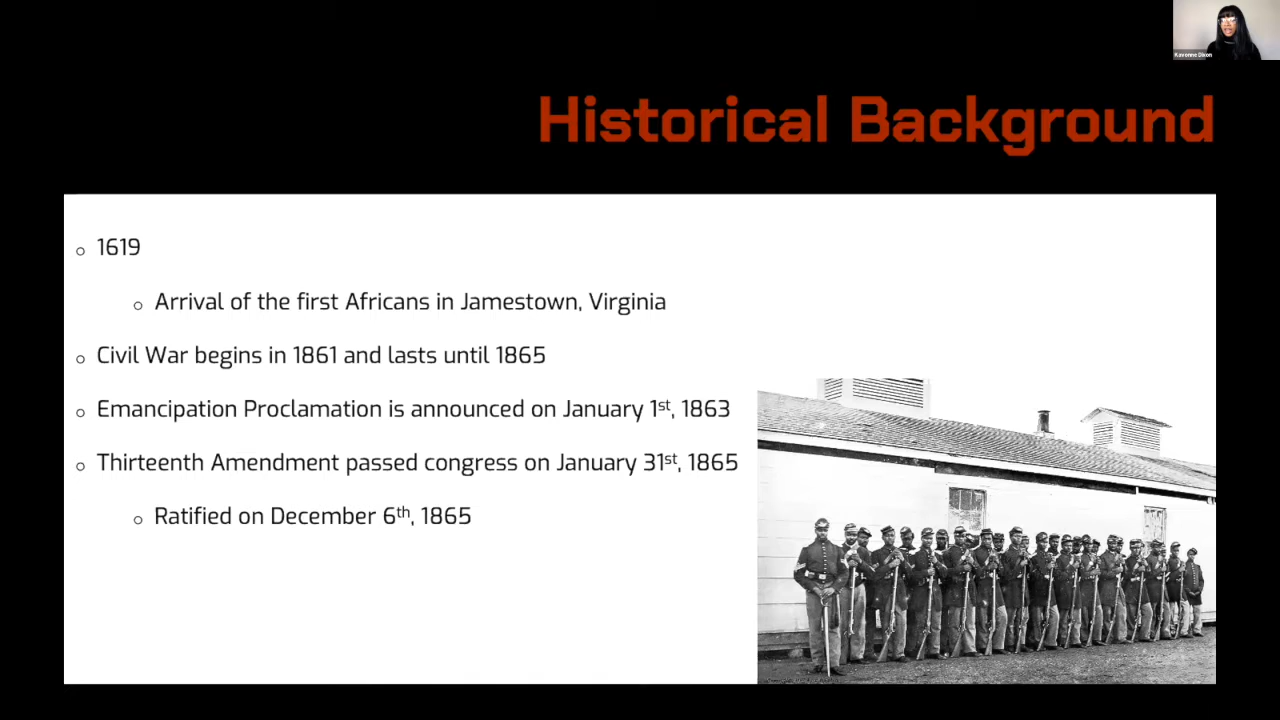 Kavonne Dixon
Historical Background
1619
Arrival of the first Africans in Jamestown, Virginia
Civil War begins in 1861 and lasts until 1865
Emancipation Proclamation is announced on January 1st, 1863
Thirteenth Amendment passed congress on January 31st, 1865
Ratified on December 6th, 1865